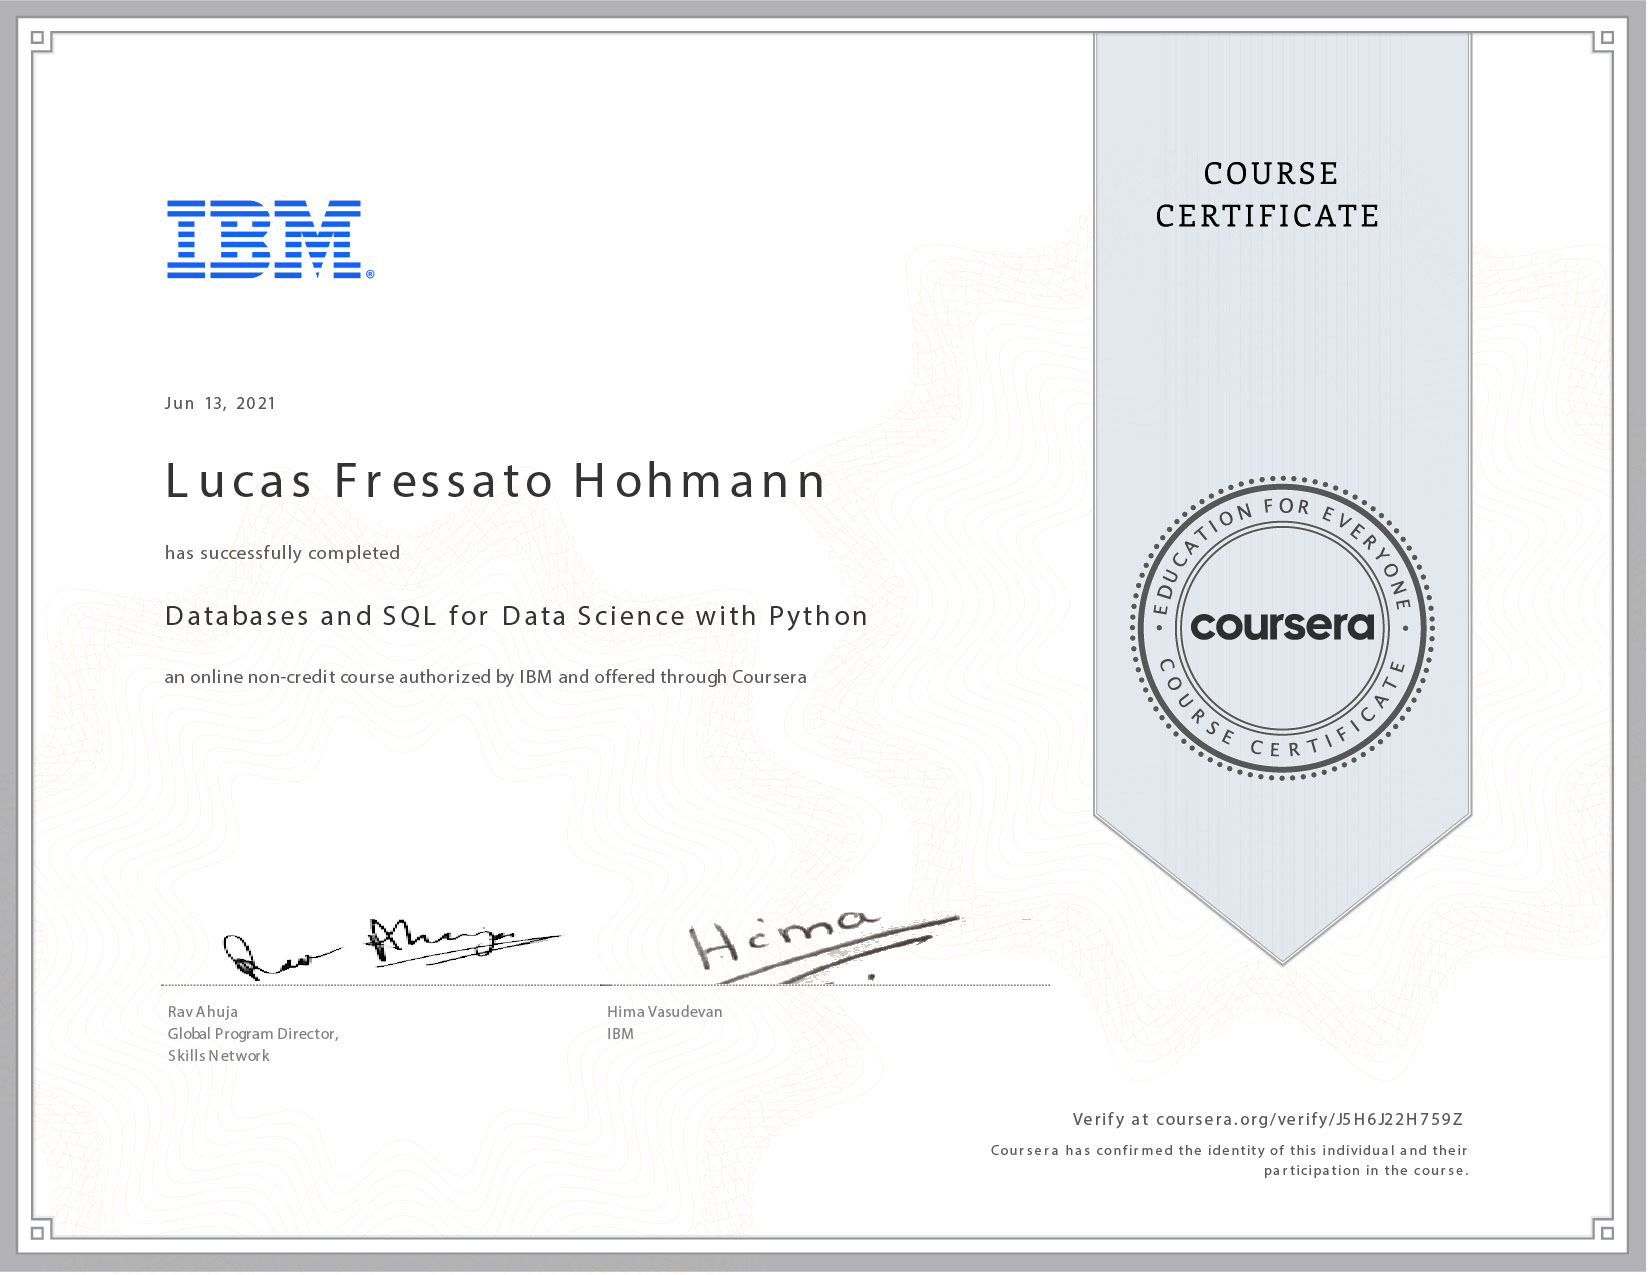 COURSE
CERTIFICATE
IBM®
Jun 13, 2021
Lucas Fressato Hohmann
has successfully completed
Databases and SQL for Data Science with Python
an online non-credit course authorized by IBM and offered through Coursera
EDUCATION FOR EVERYONE
coursera
COURSE CERTIFICATE
Hima
Rav Ahuja
Global Program Director,
Skills Network
Hima Vasudevan
IBM
Verify at coursera.org/verify/J5H6J22H759Z
Coursera has confirmed the identity of this individual and their
participation in the course.